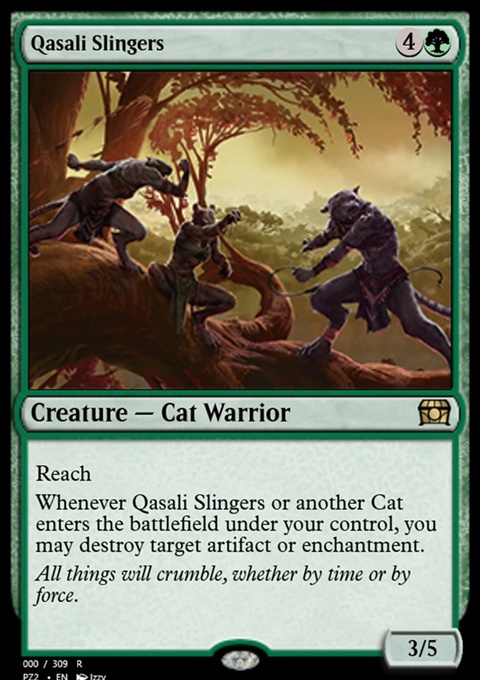 Qasali Slingers 4
Creature — Cat Warrior
Reach
Whenever Qasali Slingers or another Cat
enters the battlefield under your control, you
may destroy target artifact or enchantment.
All things will crumble, whether by time or by
force.
3/5
000 / 309 R
PZ2 • EN Izzy